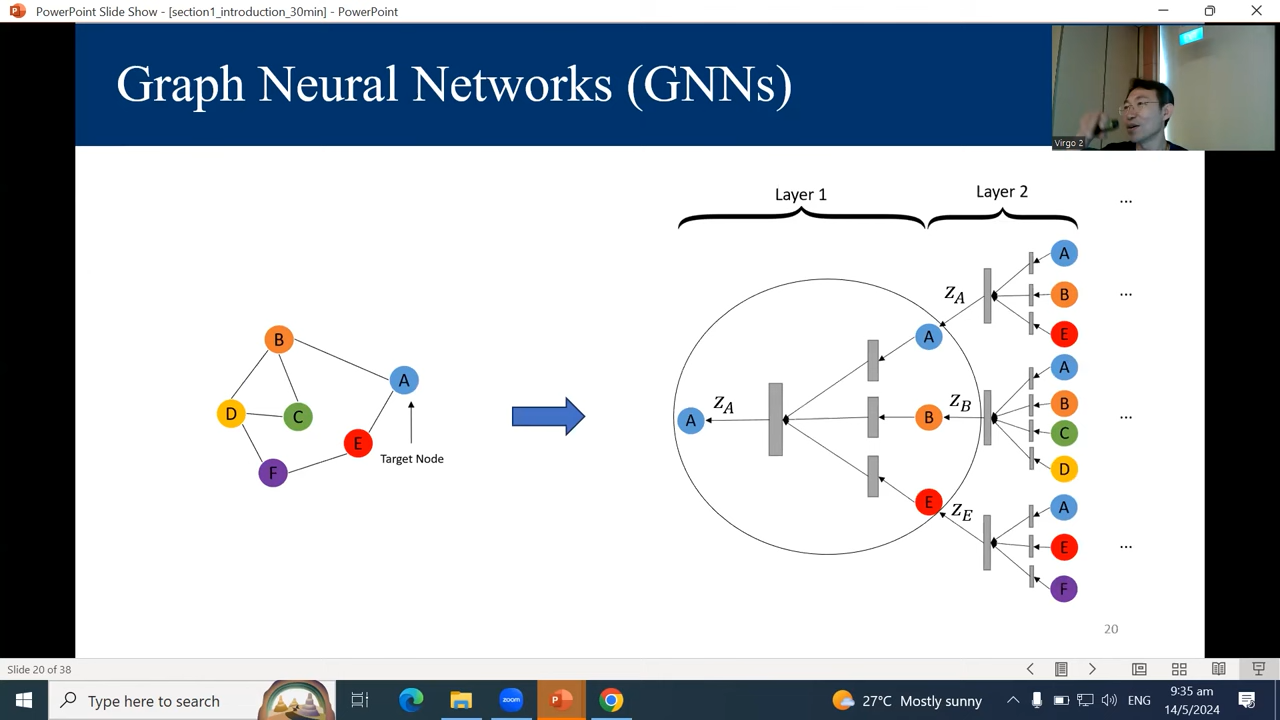 PowerPoint Slide Show - [section1_introduction_30min] - PowerPoint
Graph Neural Networks (GNNs)
Virgo 2
Layer 1
Layer 2
...
A
B
E
...
A
B
C
D
...
A
E
F
...
z_A
z_B
z_E
A
B
E
z_A
A
B
A
D
C
E
F
Target Node
20
Slide 20 of 38
Type here to search
zoom
27°C Mostly sunny
ENG
9:35 am
14/5/2024